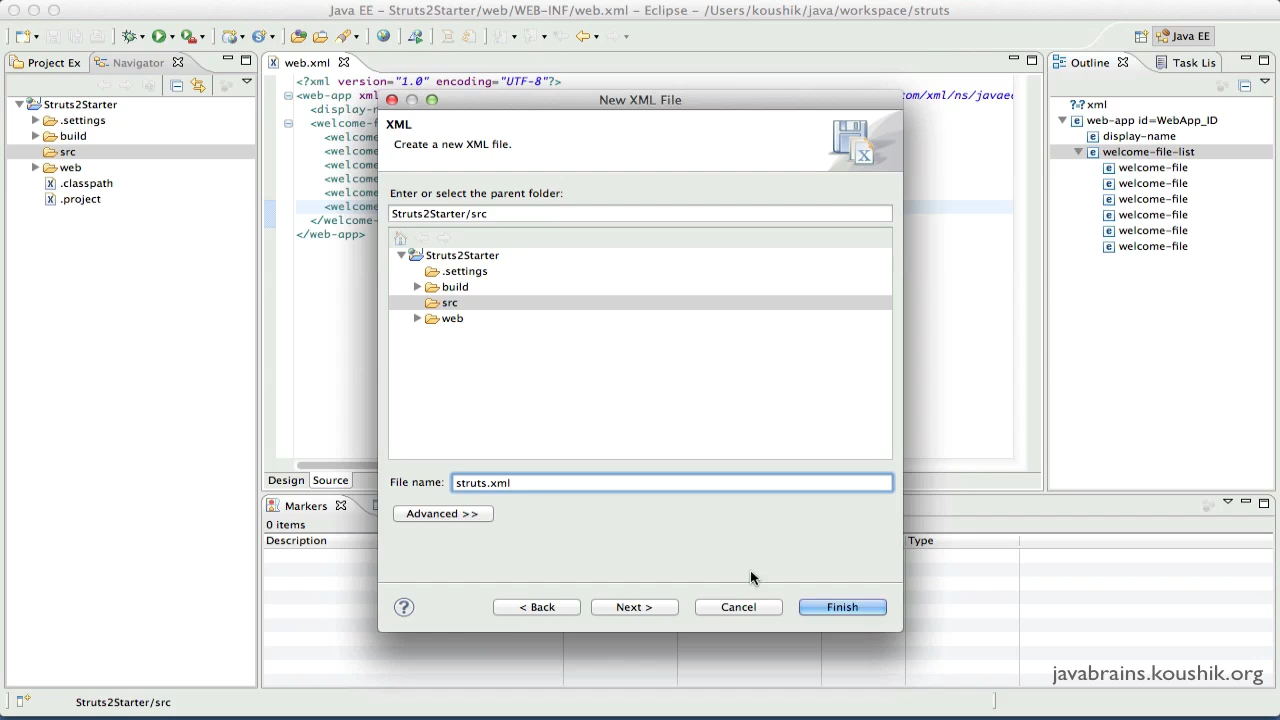 Java EE – Struts2Starter/web/WEB-INF/web.xml – Eclipse – /Users/koushik/java/workspace/struts
Java EE
Project Ex
Navigator
Struts2Starter
.settings
build
src
web
.classpath
.project
web.xml
<?xml version="1.0" encoding="UTF-8"?>
<web-app xml
om/xml/ns/javaee
<display-n
<welcome-f
<welcome
<welcome
<welcome
<welcome
<welcome
<welcome
</welcome-
</web-app>
Design
Source
New XML File
XML
Create a new XML file.
Enter or select the parent folder:
Struts2Starter/src
Struts2Starter
.settings
build
src
web
File name:
struts.xml
Advanced >>
?
< Back
Next >
Cancel
Finish
Outline
Task Lis
?=? xml
web-app id=WebApp_ID
display-name
welcome-file-list
welcome-file
welcome-file
welcome-file
welcome-file
welcome-file
welcome-file
Markers
0 items
Description
Type
javabrains.koushik.org
Struts2Starter/src